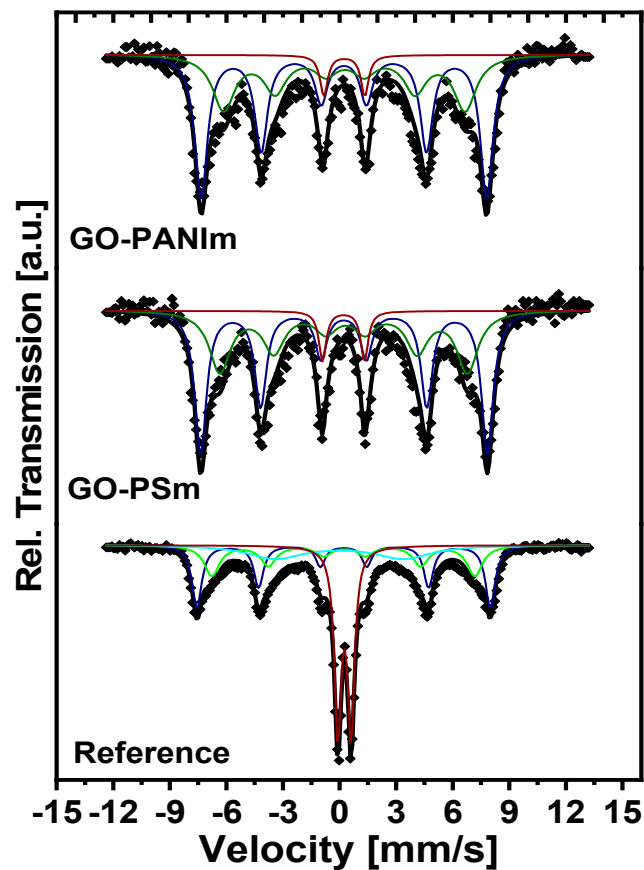 Rel. Transmission [a.u.]
GO-PANIm
GO-PSm
Reference
-15 -12 -9 -6 -3 0 3 6 9 12 15
Velocity [mm/s]